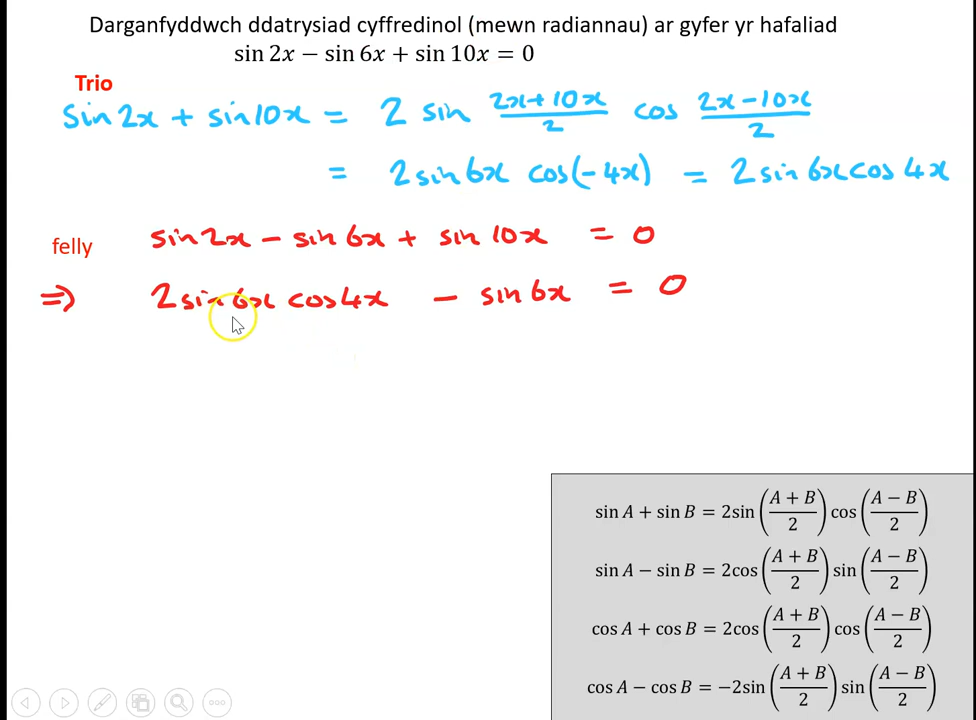 Darganfyddwch ddatrysiad cyffredinol (mewn radiannau) ar gyfer yr hafaliad
sin 2x − sin 6x + sin 10x = 0
Trio
sin 2x + sin 10x = 2 sin (2x+10x)/2 cos (2x−10x)/2
= 2 sin 6x cos(−4x) = 2 sin 6x cos 4x
felly sin 2x − sin 6x + sin 10x = 0
⇒ 2 sin 6x cos 4x − sin 6x = 0
sin A + sin B = 2sin((A + B)/2) cos((A − B)/2)
sin A − sin B = 2cos((A + B)/2) sin((A − B)/2)
cos A + cos B = 2cos((A + B)/2) cos((A − B)/2)
cos A − cos B = −2sin((A + B)/2) sin((A − B)/2)